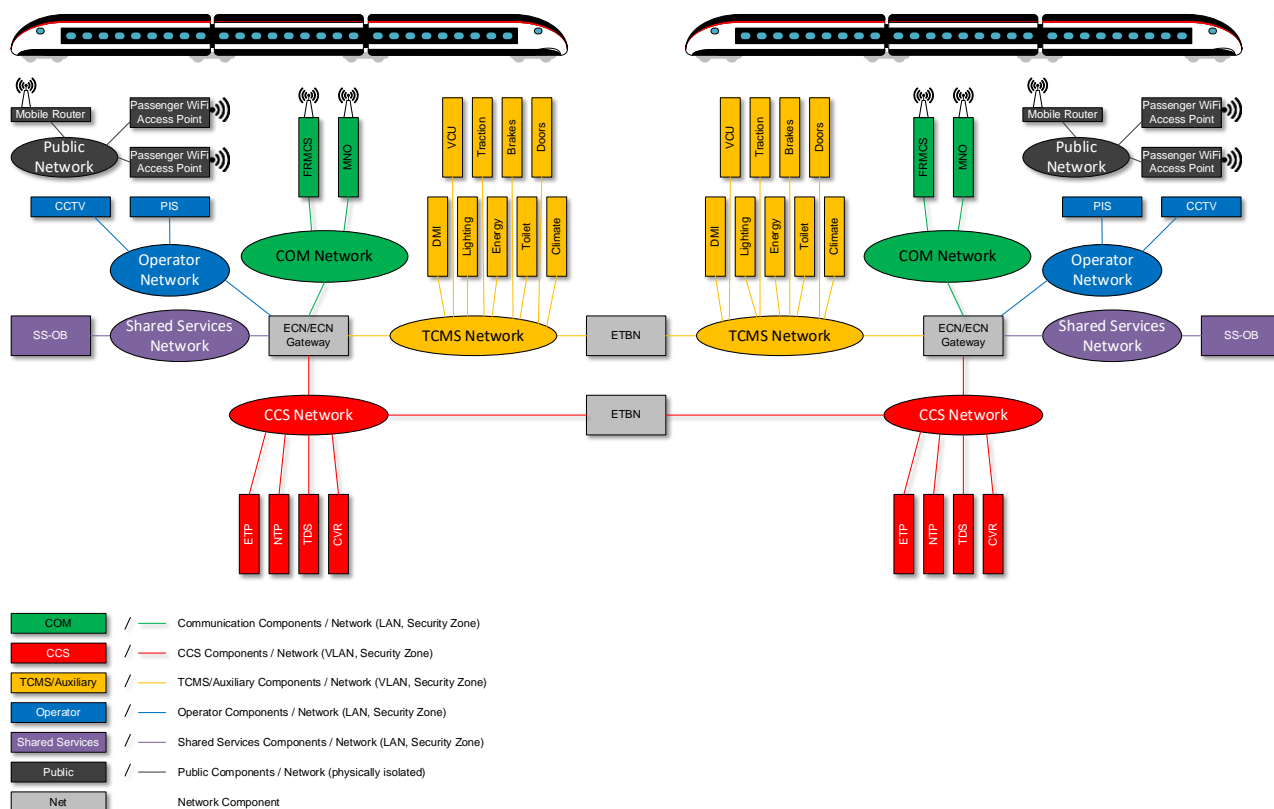 Mobile Router
Passenger WiFi
Access Point
Public
Network
Passenger WiFi
Access Point
FRMCS
MNO
VCU
Traction
Brakes
Doors
CCTV
PIS
DMI
Lighting
Energy
Toilet
Climate
Operator
Network
COM Network
SS-OB
Shared Services
Network
ECN/ECN
Gateway
TCMS Network
ETBN
CCS Network
ETBN
ETP
NTP
TDS
CVR
VCU
Traction
Brakes
Doors
FRMCS
MNO
Mobile Router
Passenger WiFi
Access Point
Public
Network
Passenger WiFi
Access Point
DMI
Lighting
Energy
Toilet
Climate
PIS
CCTV
COM Network
Operator
Network
TCMS Network
ECN/ECN
Gateway
Shared Services
Network
SS-OB
CCS Network
ETP
NTP
TDS
CVR
COM / Communication Components / Network (LAN, Security Zone)
CCS / CCS Components / Network (VLAN, Security Zone)
TCMS/Auxiliary / TCMS/Auxiliary Components / Network (VLAN, Security Zone)
Operator / Operator Components / Network (LAN, Security Zone)
Shared Services / Shared Services Components / Network (LAN, Security Zone)
Public / Public Components / Network (physically isolated)
Net Network Component